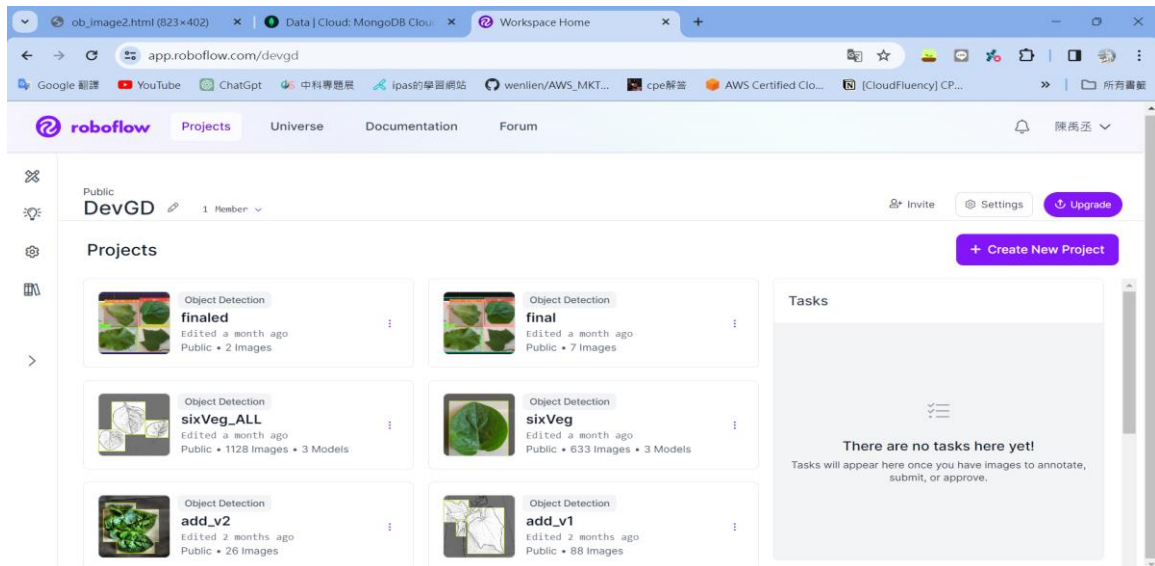 ob_image2.html (823×402)
Data | Cloud: MongoDB Clou
Workspace Home
app.roboflow.com/devgd
Google 翻譯
YouTube
ChatGpt
中科專題展
ipas的學習網站
wenlien/AWS_MKT...
cpe解答
AWS Certified Clo...
[CloudFluency] CP...
»
所有書籤
roboflow
Projects
Universe
Documentation
Forum
陳禹丞
Public
DevGD
1 Member
Invite
Settings
Upgrade
Projects
+ Create New Project
Object Detection
finaled
Edited a month ago
Public • 2 Images
Object Detection
final
Edited a month ago
Public • 7 Images
Tasks
Object Detection
sixVeg_ALL
Edited a month ago
Public • 1128 Images • 3 Models
Object Detection
sixVeg
Edited a month ago
Public • 633 Images • 3 Models
There are no tasks here yet!
Tasks will appear here once you have images to annotate,
submit, or approve.
Object Detection
add_v2
Edited 2 months ago
Public • 26 Images
Object Detection
add_v1
Edited 2 months ago
Public • 88 Images